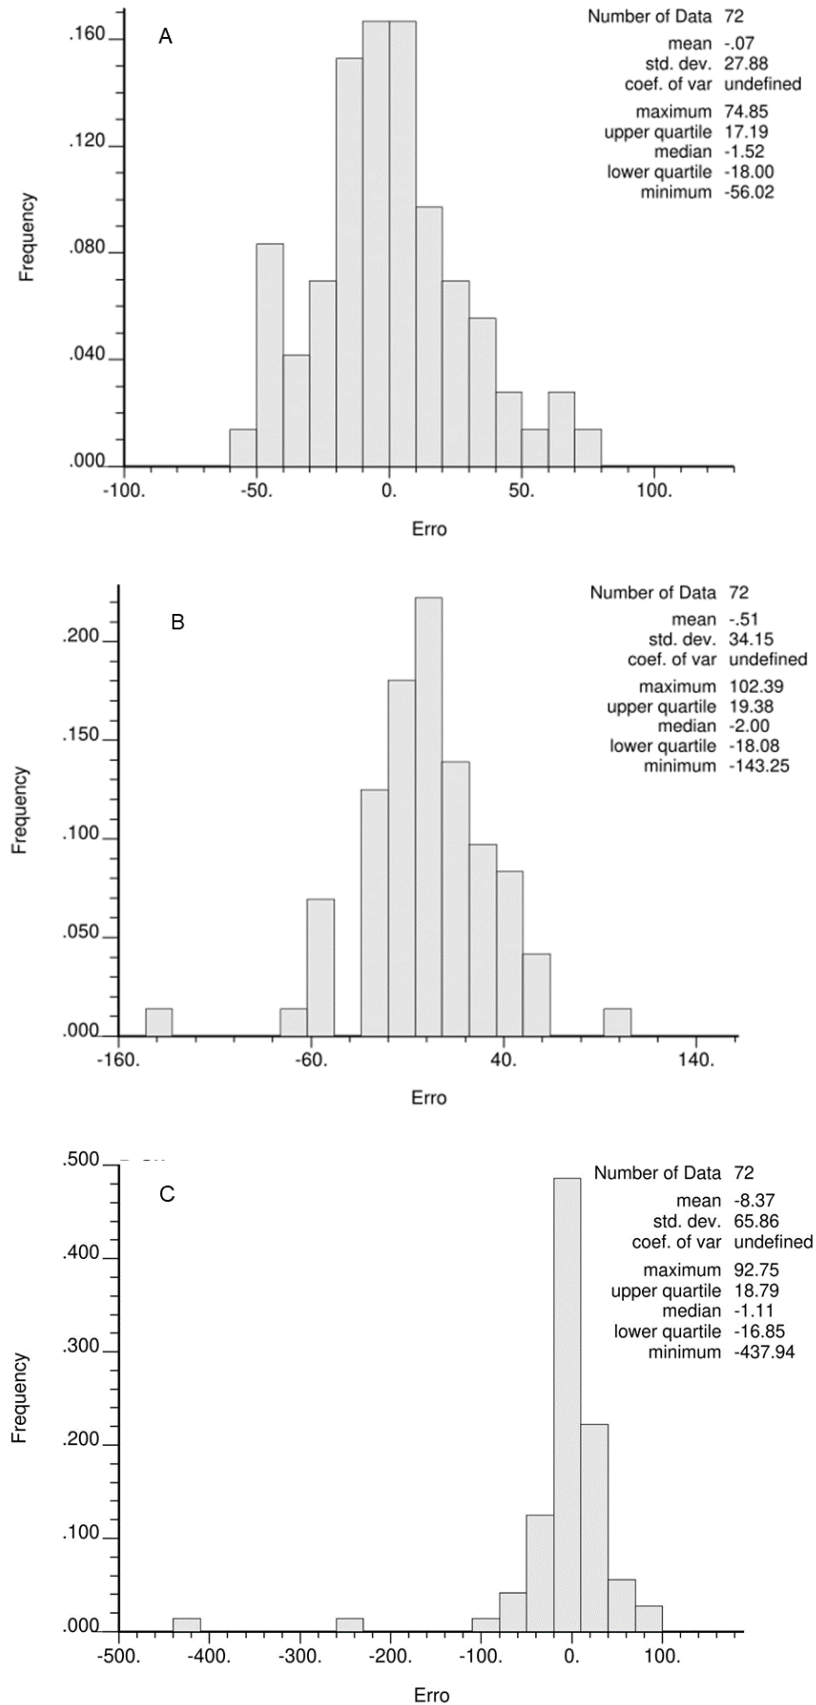 A
Number of Data 72
mean -.07
std. dev. 27.88
coef. of var undefined
maximum 74.85
upper quartile 17.19
median -1.52
lower quartile -18.00
minimum -56.02
Frequency
.160
.120
.080
.040
.000
-100. -50. 0. 50. 100.
Erro
B
Number of Data 72
mean -.51
std. dev. 34.15
coef. of var undefined
maximum 102.39
upper quartile 19.38
median -2.00
lower quartile -18.08
minimum -143.25
Frequency
.200
.150
.100
.050
.000
-160. -60. 40. 140.
Erro
C
Number of Data 72
mean -8.37
std. dev. 65.86
coef. of var undefined
maximum 92.75
upper quartile 18.79
median -1.11
lower quartile -16.85
minimum -437.94
Frequency
.500
.400
.300
.200
.100
.000
-500. -400. -300. -200. -100. 0. 100.
Erro